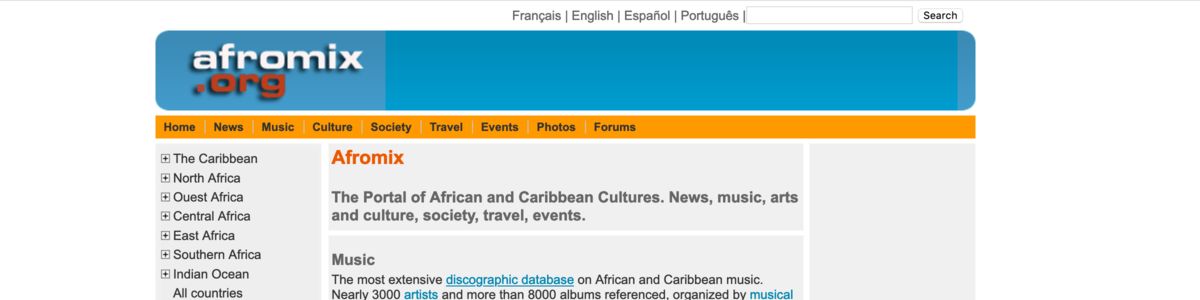 Français | English | Español | Português | Search
afromix
.org
Home | News | Music | Culture | Society | Travel | Events | Photos | Forums
The Caribbean
North Africa
Ouest Africa
Central Africa
East Africa
Southern Africa
Indian Ocean
All countries
Afromix
The Portal of African and Caribbean Cultures. News, music, arts
and culture, society, travel, events.
Music
The most extensive discographic database on African and Caribbean music.
Nearly 3000 artists and more than 8000 albums referenced, organized by musical